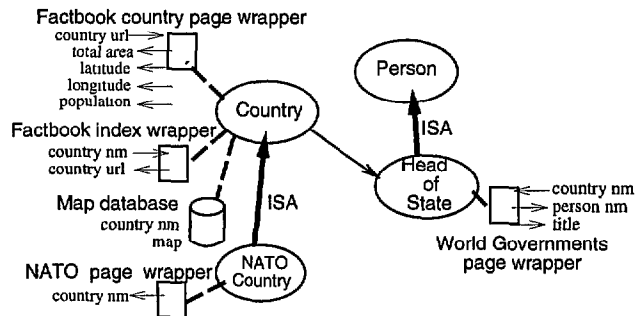 Factbook country page wrapper
country url
total area
latitude
longitude
population
Country
Person
ISA
Factbook index wrapper
country nm
country url
Head
of
State
country nm
person nm
title
World Governments
page wrapper
Map database
country nm
map
ISA
NATO page wrapper
country nm
NATO
Country